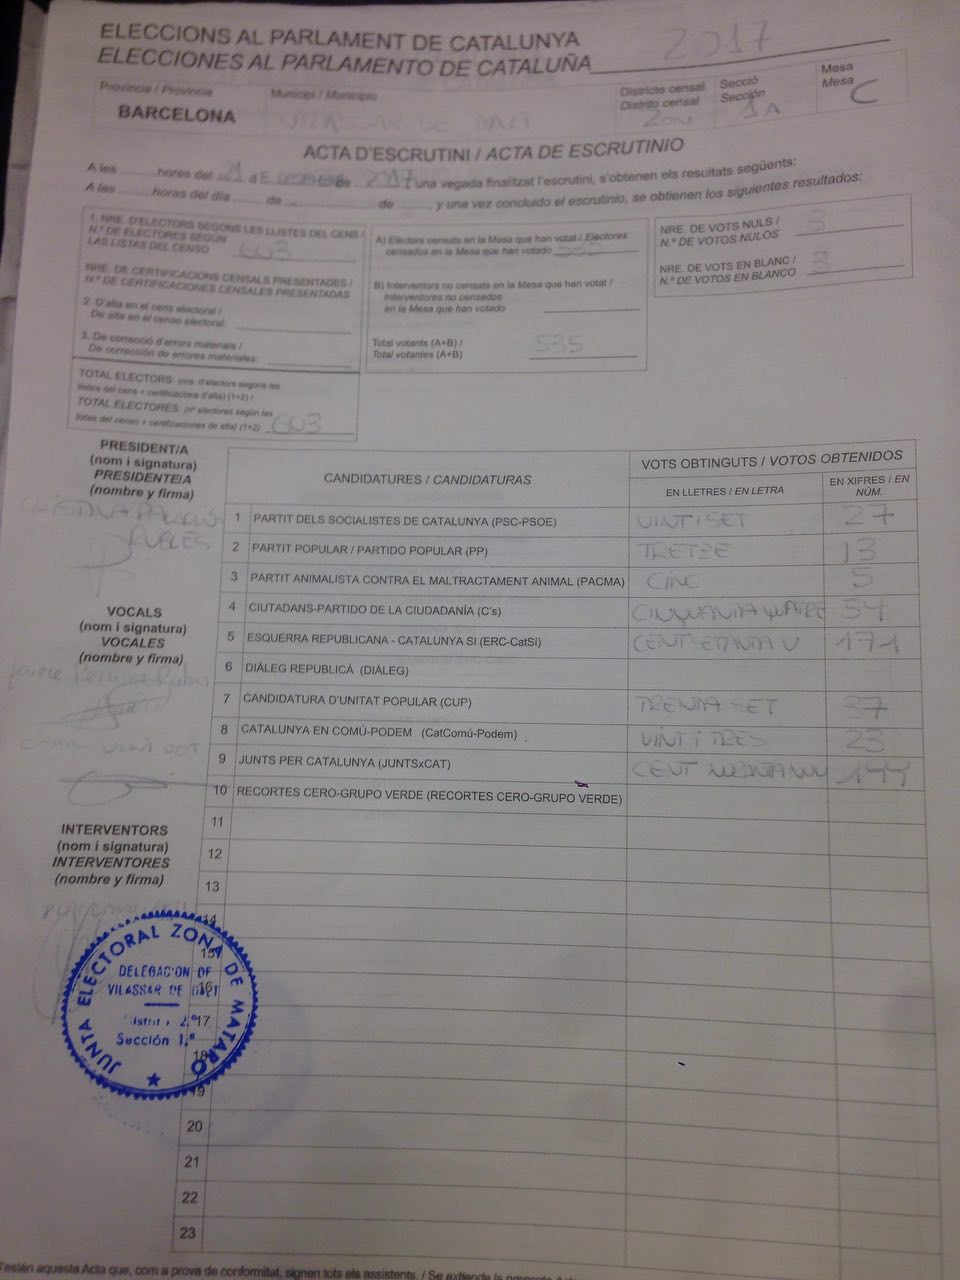 ELECCIONS AL PARLAMENT DE CATALUNYA
ELECCIONES AL PARLAMENTO DE CATALUÑA 2017
Província / Provincia
BARCELONA
Municipi / Municipio
VILASSAR DE DALT
Districte censal
Distrito censal
2on
Secció
Sección
1A
Mesa
Mesa
C
ACTA D'ESCRUTINI / ACTA DE ESCRUTINIO
A les ........ hores del 21 de 2017 una vegada finalitzat l'escrutini, s'obtenen els resultats següents:
A las ........ horas del día ........ de ........ de ........, y una vez concluido el escrutinio, se obtienen los siguientes resultados:
1. NRE. D'ELECTORS SEGONS LES LLISTES DEL CENS /
N.º DE ELECTORES SEGÚN
LAS LISTAS DEL CENSO 603
NRE. DE CERTIFICACIONS CENSALS PRESENTADES /
N.º DE CERTIFICACIONES CENSALES PRESENTADAS
2. D'alta en el cens electoral /
De alta en el censo electoral
3. De correcció d'errors materials /
De corrección de errores materiales:
TOTAL ELECTORS: (nre. d'electors segons les
llistes del cens + certificacions d'alta) (1+2) /
TOTAL ELECTORES: (nº electores según las
listas del censo + certificaciones de alta) (1+2) 603
A) Electors censats en la Mesa que han votat / Electores
censados en la Mesa que han votado 535
B) Interventors no censats en la Mesa que han votat /
Interventores no censados
en la Mesa que han votado
Total votants (A+B) /
Total votantes (A+B) 535
NRE. DE VOTS NULS /
N.º DE VOTOS NULOS 3
NRE. DE VOTS EN BLANC /
N.º DE VOTOS EN BLANCO 3
PRESIDENT/A
(nom i signatura)
PRESIDENTE/A
(nombre y firma)
VOCALS
(nom i signatura)
VOCALES
(nombre y firma)
INTERVENTORS
(nom i signatura)
INTERVENTORES
(nombre y firma)
CANDIDATURES / CANDIDATURAS
VOTS OBTINGUTS / VOTOS OBTENIDOS
EN LLETRES / EN LETRA
EN XIFRES / EN NÚM.
1 PARTIT DELS SOCIALISTES DE CATALUNYA (PSC-PSOE) VINT I SET 27
2 PARTIT POPULAR / PARTIDO POPULAR (PP) TRETZE 13
3 PARTIT ANIMALISTA CONTRA EL MALTRACTAMENT ANIMAL (PACMA) CINC 5
4 CIUTADANS-PARTIDO DE LA CIUDADANÍA (C's) CINQUANTA QUATRE 54
5 ESQUERRA REPUBLICANA - CATALUNYA SÍ (ERC-CatSí) CENT SETANTA U 171
6 DIÀLEG REPUBLICÀ (DIÀLEG)
7 CANDIDATURA D'UNITAT POPULAR (CUP) TRENTA SET 37
8 CATALUNYA EN COMÚ-PODEM (CatComú-Podem) VINT I TRES 23
9 JUNTS PER CATALUNYA (JUNTSxCAT) CENT 199
10 RECORTES CERO-GRUPO VERDE (RECORTES CERO-GRUPO VERDE)
11
12
13
14
15
16
17
18
19
20
21
22
23
JUNTA ELECTORAL ZONA DE MATARO
DELEGACION DE
VILASSAR DE DALT
2.º
Sección 1.ª
S'estén aquesta Acta que, com a prova de conformitat, signen tots els assistents. / Se extiende la presente